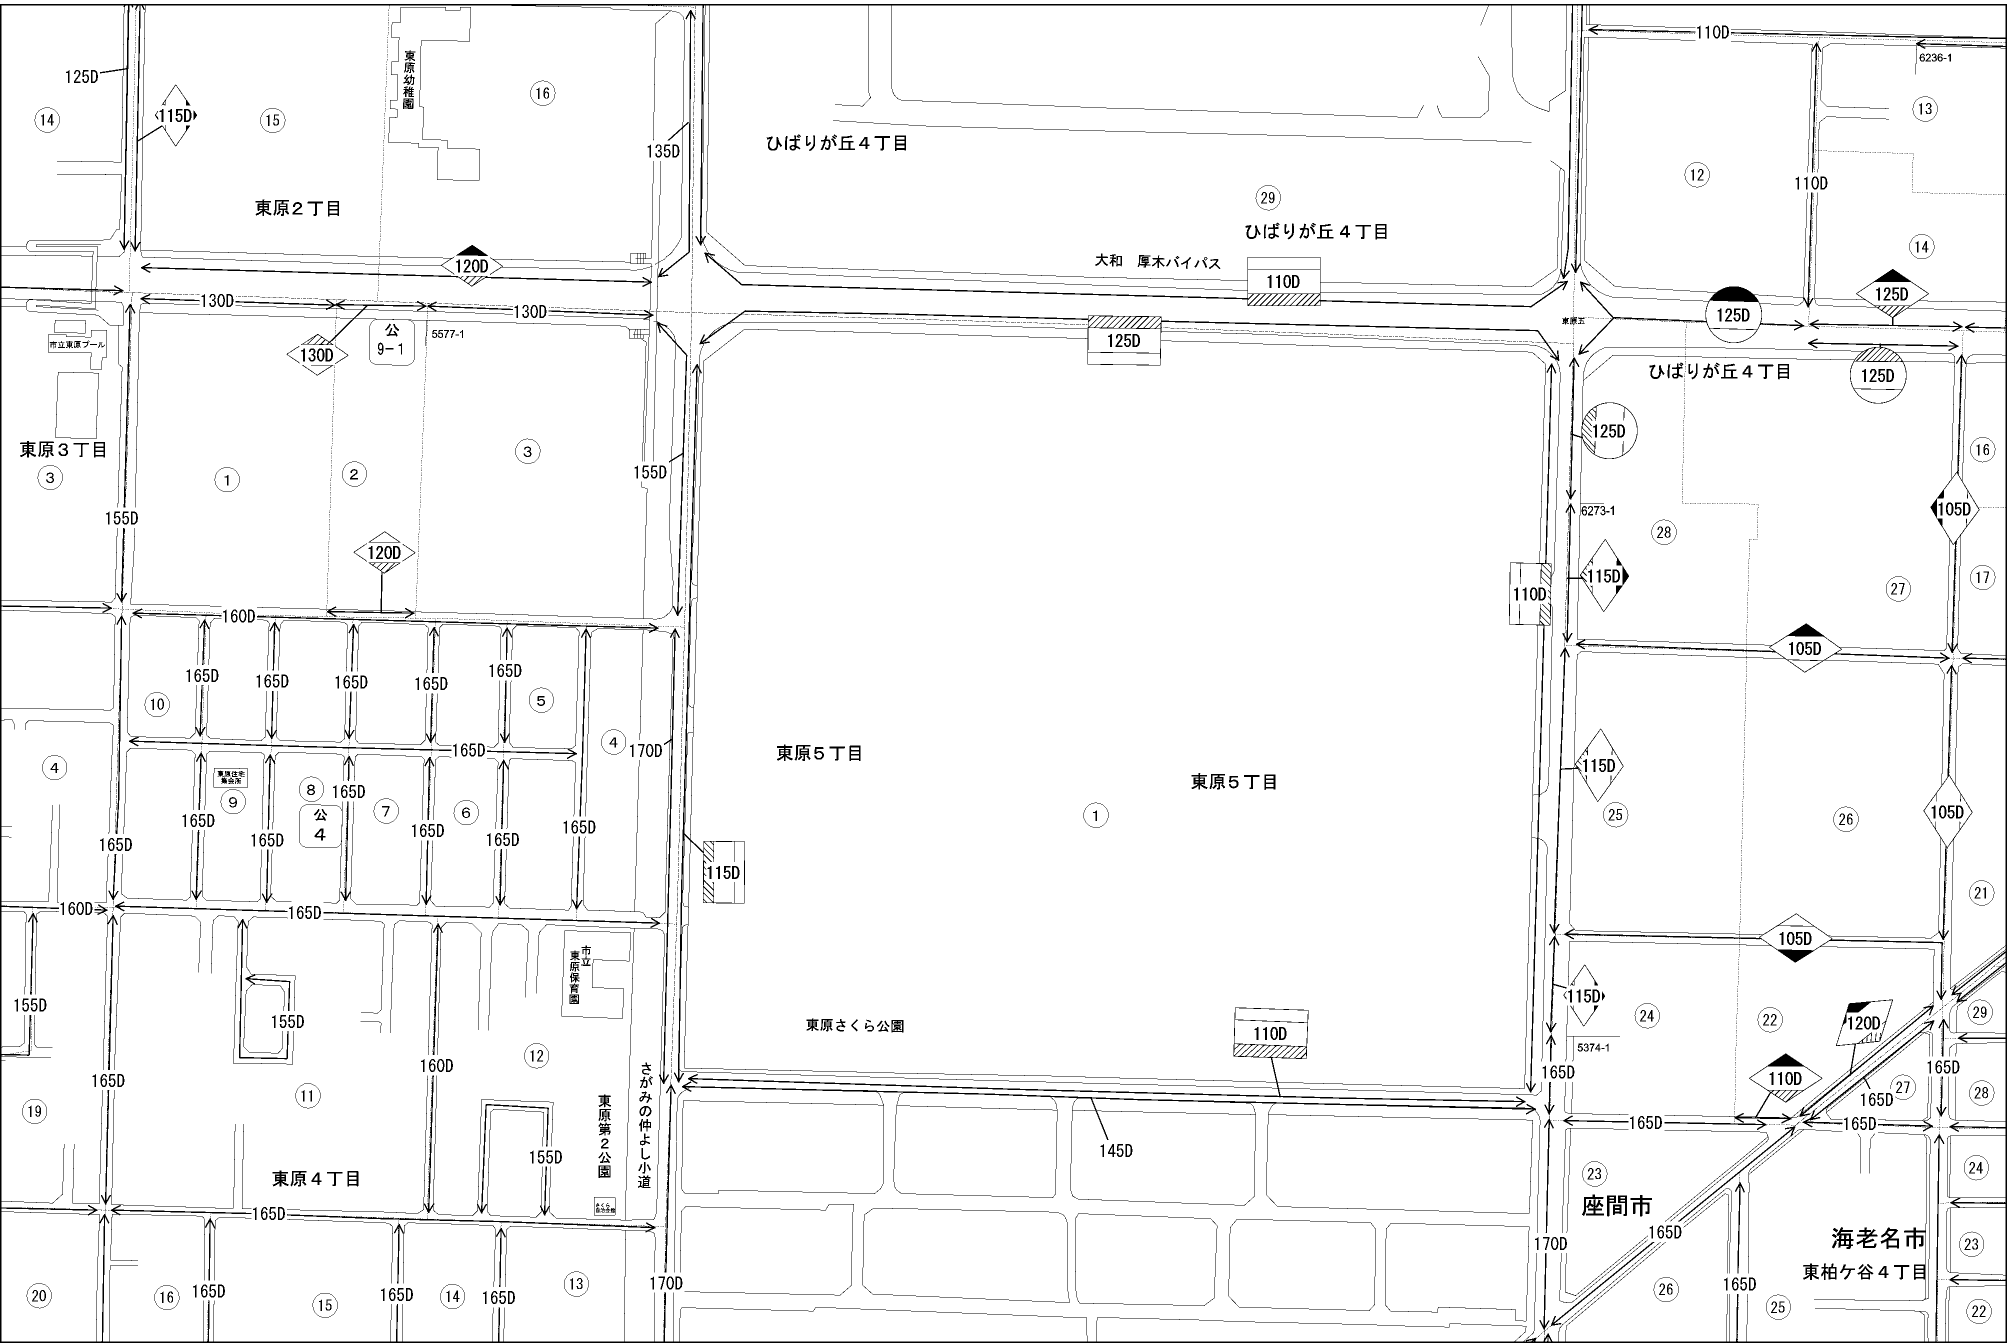 110D
6236-1
125D
115D
14
15
東原幼稚園
16
13
135D
ひばりが丘4丁目
12
110D
東原2丁目
29
ひばりが丘4丁目
14
大和 厚木バイパス
120D
110D
125D
125D
130D
130D
東原五
公
9-1
5577-1
130D
125D
市立東原プール
ひばりが丘4丁目
125D
125D
東原3丁目
3
1
2
3
155D
16
155D
105D
6273-1
28
120D
115D
110D
17
27
160D
105D
165D
165D
165D
165D
165D
10
5
4
170D
165D
東原5丁目
東原5丁目
115D
4
東原住宅
集会所
9
8
165D
7
6
公
4
165D
165D
165D
165D
165D
165D
1
25
26
105D
115D
21
160D
165D
105D
市立
東原保育園
155D
155D
115D
東原さくら公園
110D
24
22
120D
29
5374-1
12
160D
165D
165D
110D
165D
27
165D
28
11
19
さがみの仲よし小道
東原第2公園
165D
165D
145D
155D
東原4丁目
23
24
座間市
165D
165D
170D
海老名市
23
東柏ケ谷4丁目
170D
20
16
165D
15
165D
14
165D
13
26
165D
25
22